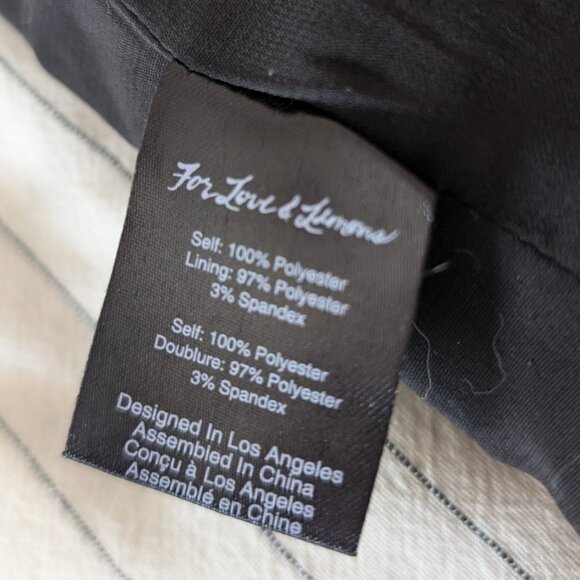 For Love & Lemons
Self: 100% Polyester
Lining: 97% Polyester
3% Spandex
Self: 100% Polyester
Doublure: 97% Polyester
3% Spandex
Designed In Los Angeles
Assembled In China
Conçu à Los Angeles
Assemblé en Chine